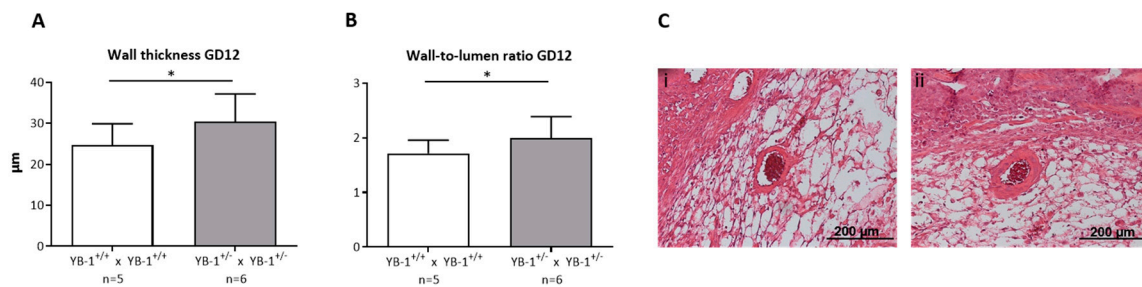 A
Wall thickness GD12
*
40
30
20
10
0
µm
YB-1+/+ x YB-1+/+
n=5
YB-1+/- x YB-1+/-
n=6
B
Wall-to-lumen ratio GD12
*
3
2
1
0
YB-1+/+ x YB-1+/+
n=5
YB-1+/- x YB-1+/-
n=6
C
i
200 µm
ii
200 µm